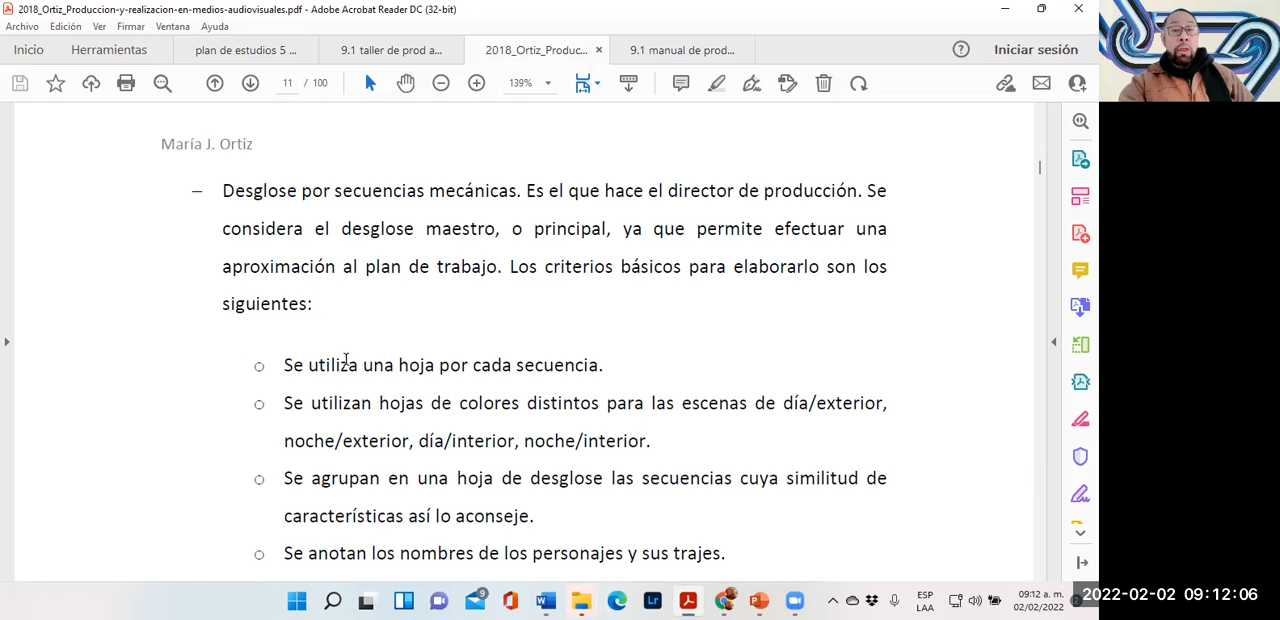 2018_Ortiz_Produccion-y-realizacion-en-medios-audiovisuales.pdf - Adobe Acrobat Reader DC (32-bit)
Archivo Edición Ver Firmar Ventana Ayuda
Inicio Herramientas plan de estudios 5 ... 9.1 taller de prod a... 2018_Ortiz_Produc... × 9.1 manual de prod... Iniciar sesión
11 / 100 139%
María J. Ortiz
– Desglose por secuencias mecánicas. Es el que hace el director de producción. Se
considera el desglose maestro, o principal, ya que permite efectuar una
aproximación al plan de trabajo. Los criterios básicos para elaborarlo son los
siguientes:
○ Se utiliza una hoja por cada secuencia.
○ Se utilizan hojas de colores distintos para las escenas de día/exterior,
noche/exterior, día/interior, noche/interior.
○ Se agrupan en una hoja de desglose las secuencias cuya similitud de
características así lo aconseje.
○ Se anotan los nombres de los personajes y sus trajes.
9
ESP
LAA
09:12 a. m.
02/02/2022
2022-02-02 09:12:06